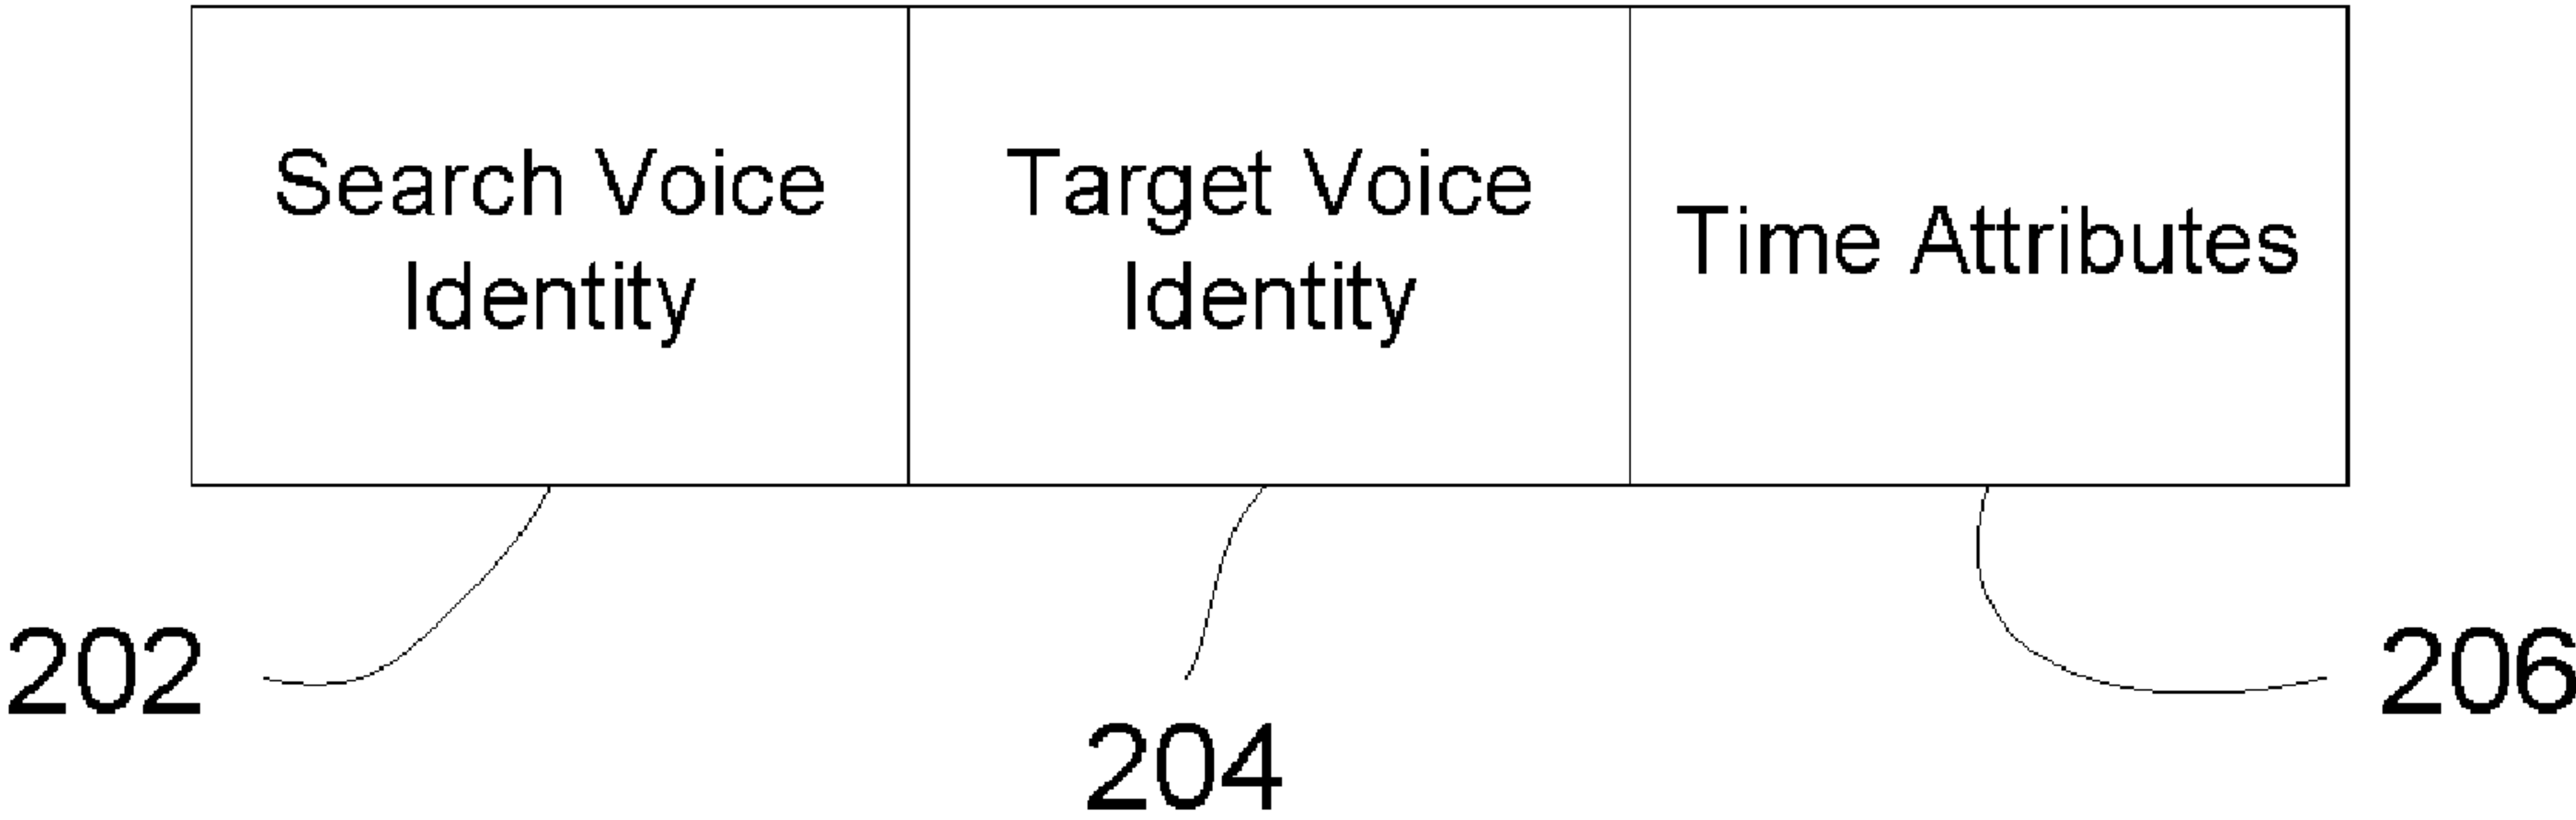 Search Voice
Identity
Target Voice
Identity
Time Attributes
202
204
206